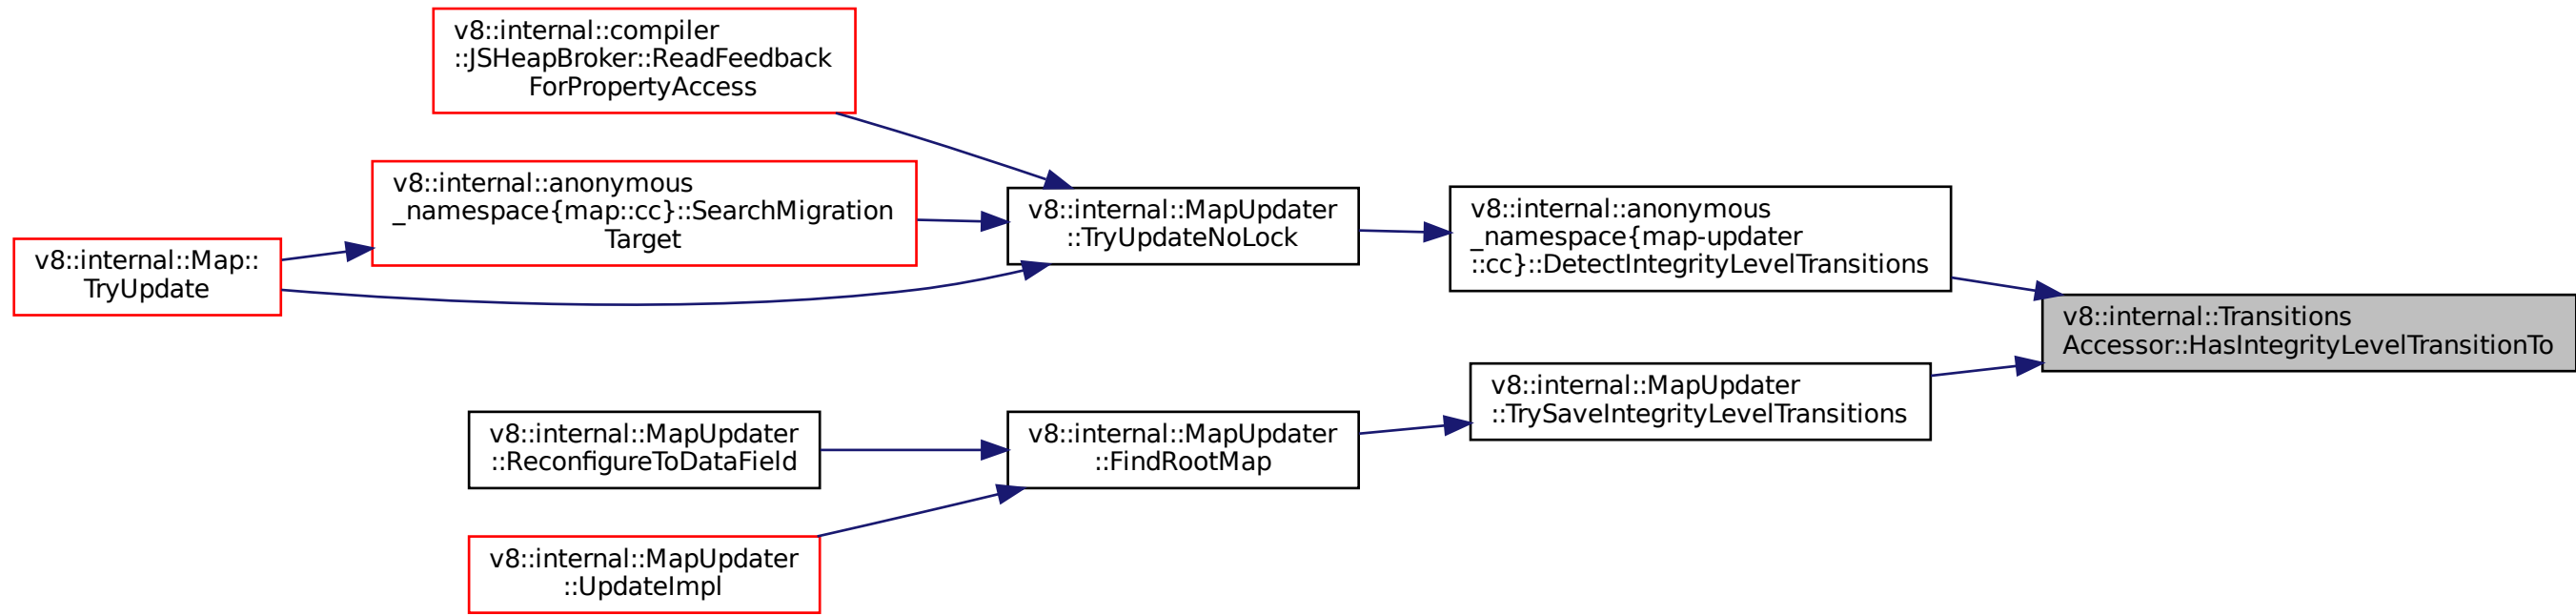 v8::internal::compiler
::JSHeapBroker::ReadFeedback
ForPropertyAccess
v8::internal::anonymous
_namespace{map::cc}::SearchMigration
Target
v8::internal::Map::
TryUpdate
v8::internal::MapUpdater
::TryUpdateNoLock
v8::internal::anonymous
_namespace{map-updater
::cc}::DetectIntegrityLevelTransitions
v8::internal::Transitions
Accessor::HasIntegrityLevelTransitionTo
v8::internal::MapUpdater
::TrySaveIntegrityLevelTransitions
v8::internal::MapUpdater
::FindRootMap
v8::internal::MapUpdater
::ReconfigureToDataField
v8::internal::MapUpdater
::UpdateImpl